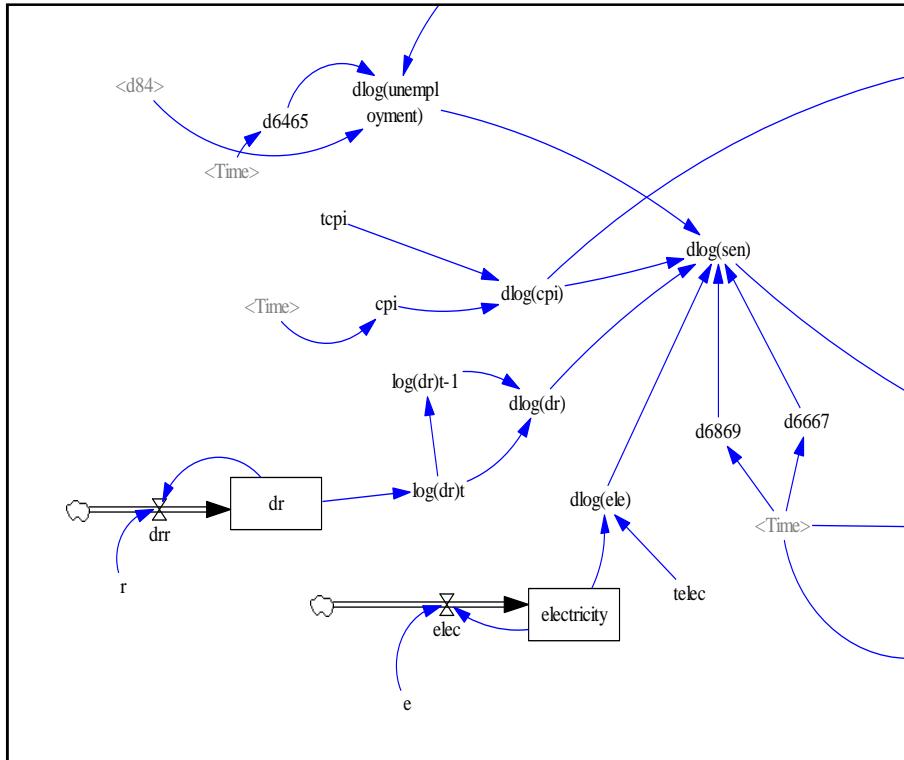 <d84>
dlog(unempl
oyment)
d6465
<Time>
tcpi
dlog(sen)
<Time>
cpi
dlog(cpi)
log(dr)t-1
dlog(dr)
d6869
d6667
dr
log(dr)t
dlog(ele)
<Time>
drr
r
telec
electricity
elec
e